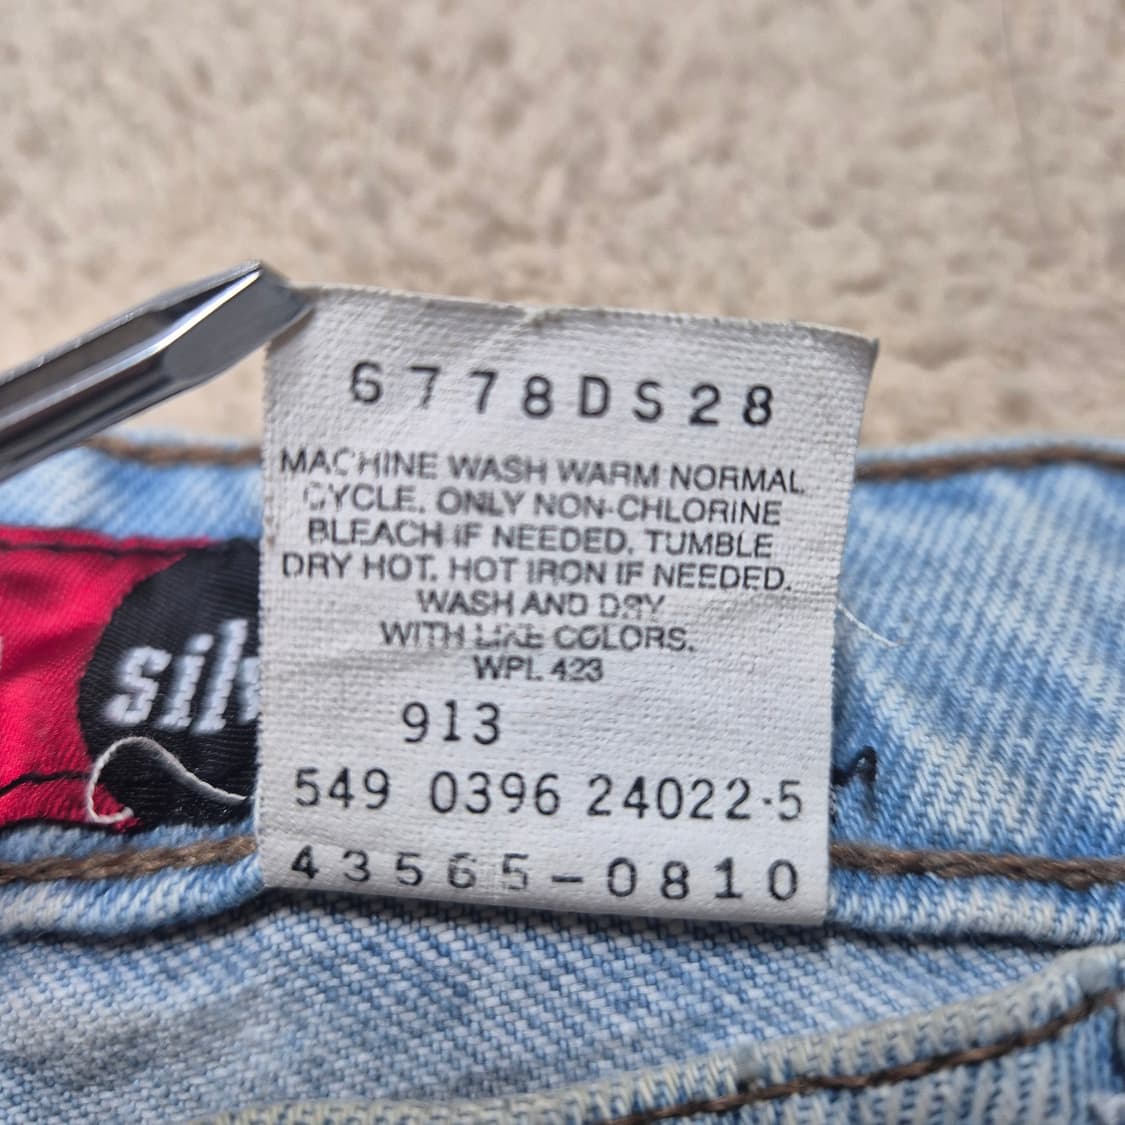 6778DS28
MACHINE WASH WARM NORMAL
CYCLE. ONLY NON-CHLORINE
BLEACH IF NEEDED. TUMBLE
DRY HOT. HOT IRON IF NEEDED.
WASH AND DRY
WITH LIKE COLORS.
WPL 423
913
549 0396 24022-5
43565-0810
silv